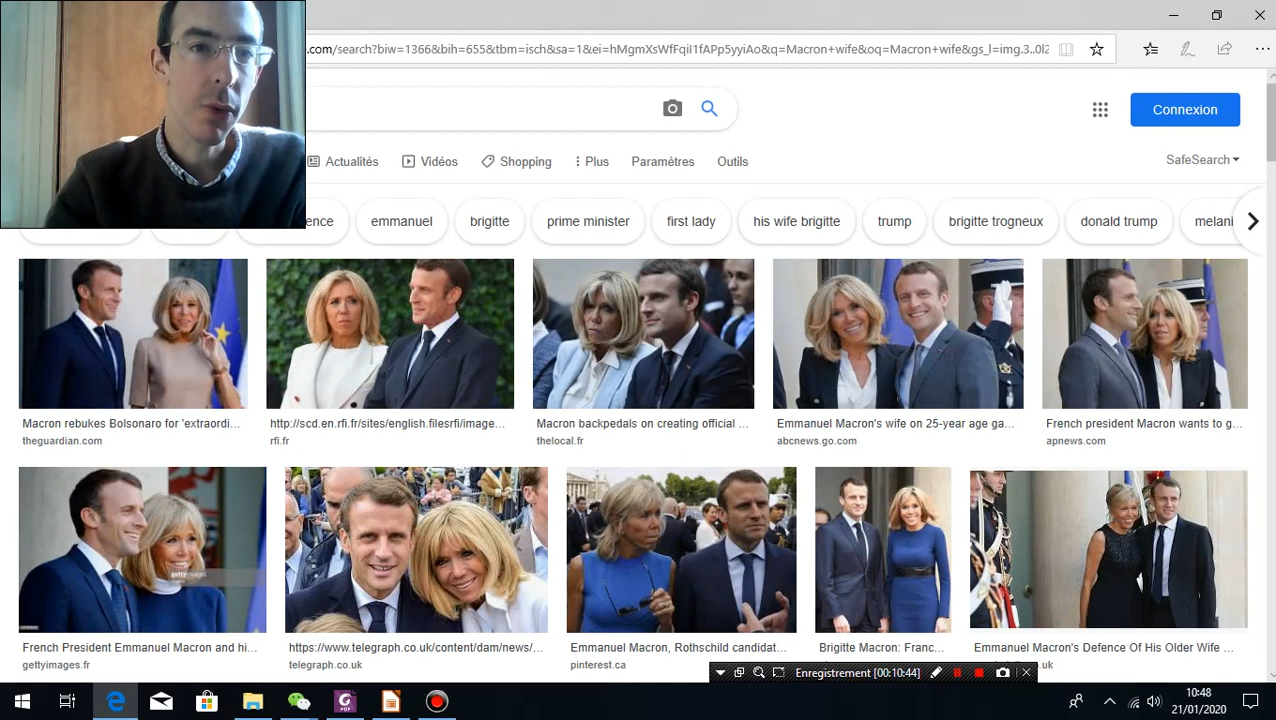 .com/search?biw=1366&bih=655&tbm=isch&sa=1&ei=hMgmXsWfFqiI1fAPp5yyiAo&q=Macron+wife&oq=Macron+wife&gs_l=img.3..0l2
Connexion
Actualités Vidéos Shopping Plus Paramètres Outils SafeSearch
ence emmanuel brigitte prime minister first lady his wife brigitte trump brigitte trogneux donald trump melani
Macron rebukes Bolsonaro for 'extraordi...
theguardian.com
http://scd.en.rfi.fr/sites/english.filesrfi/image...
rfi.fr
Macron backpedals on creating official ...
thelocal.fr
Emmanuel Macron's wife on 25-year age ga...
abcnews.go.com
French president Macron wants to g...
apnews.com
gettyimages
French President Emmanuel Macron and hi...
gettyimages.fr
https://www.telegraph.co.uk/content/dam/news/...
telegraph.co.uk
Emmanuel Macron, Rothschild candidat...
pinterest.ca
Brigitte Macron: Franc...
Emmanuel Macron's Defence Of His Older Wife ...
.uk
Enregistrement [00:10:44]
10:48
21/01/2020